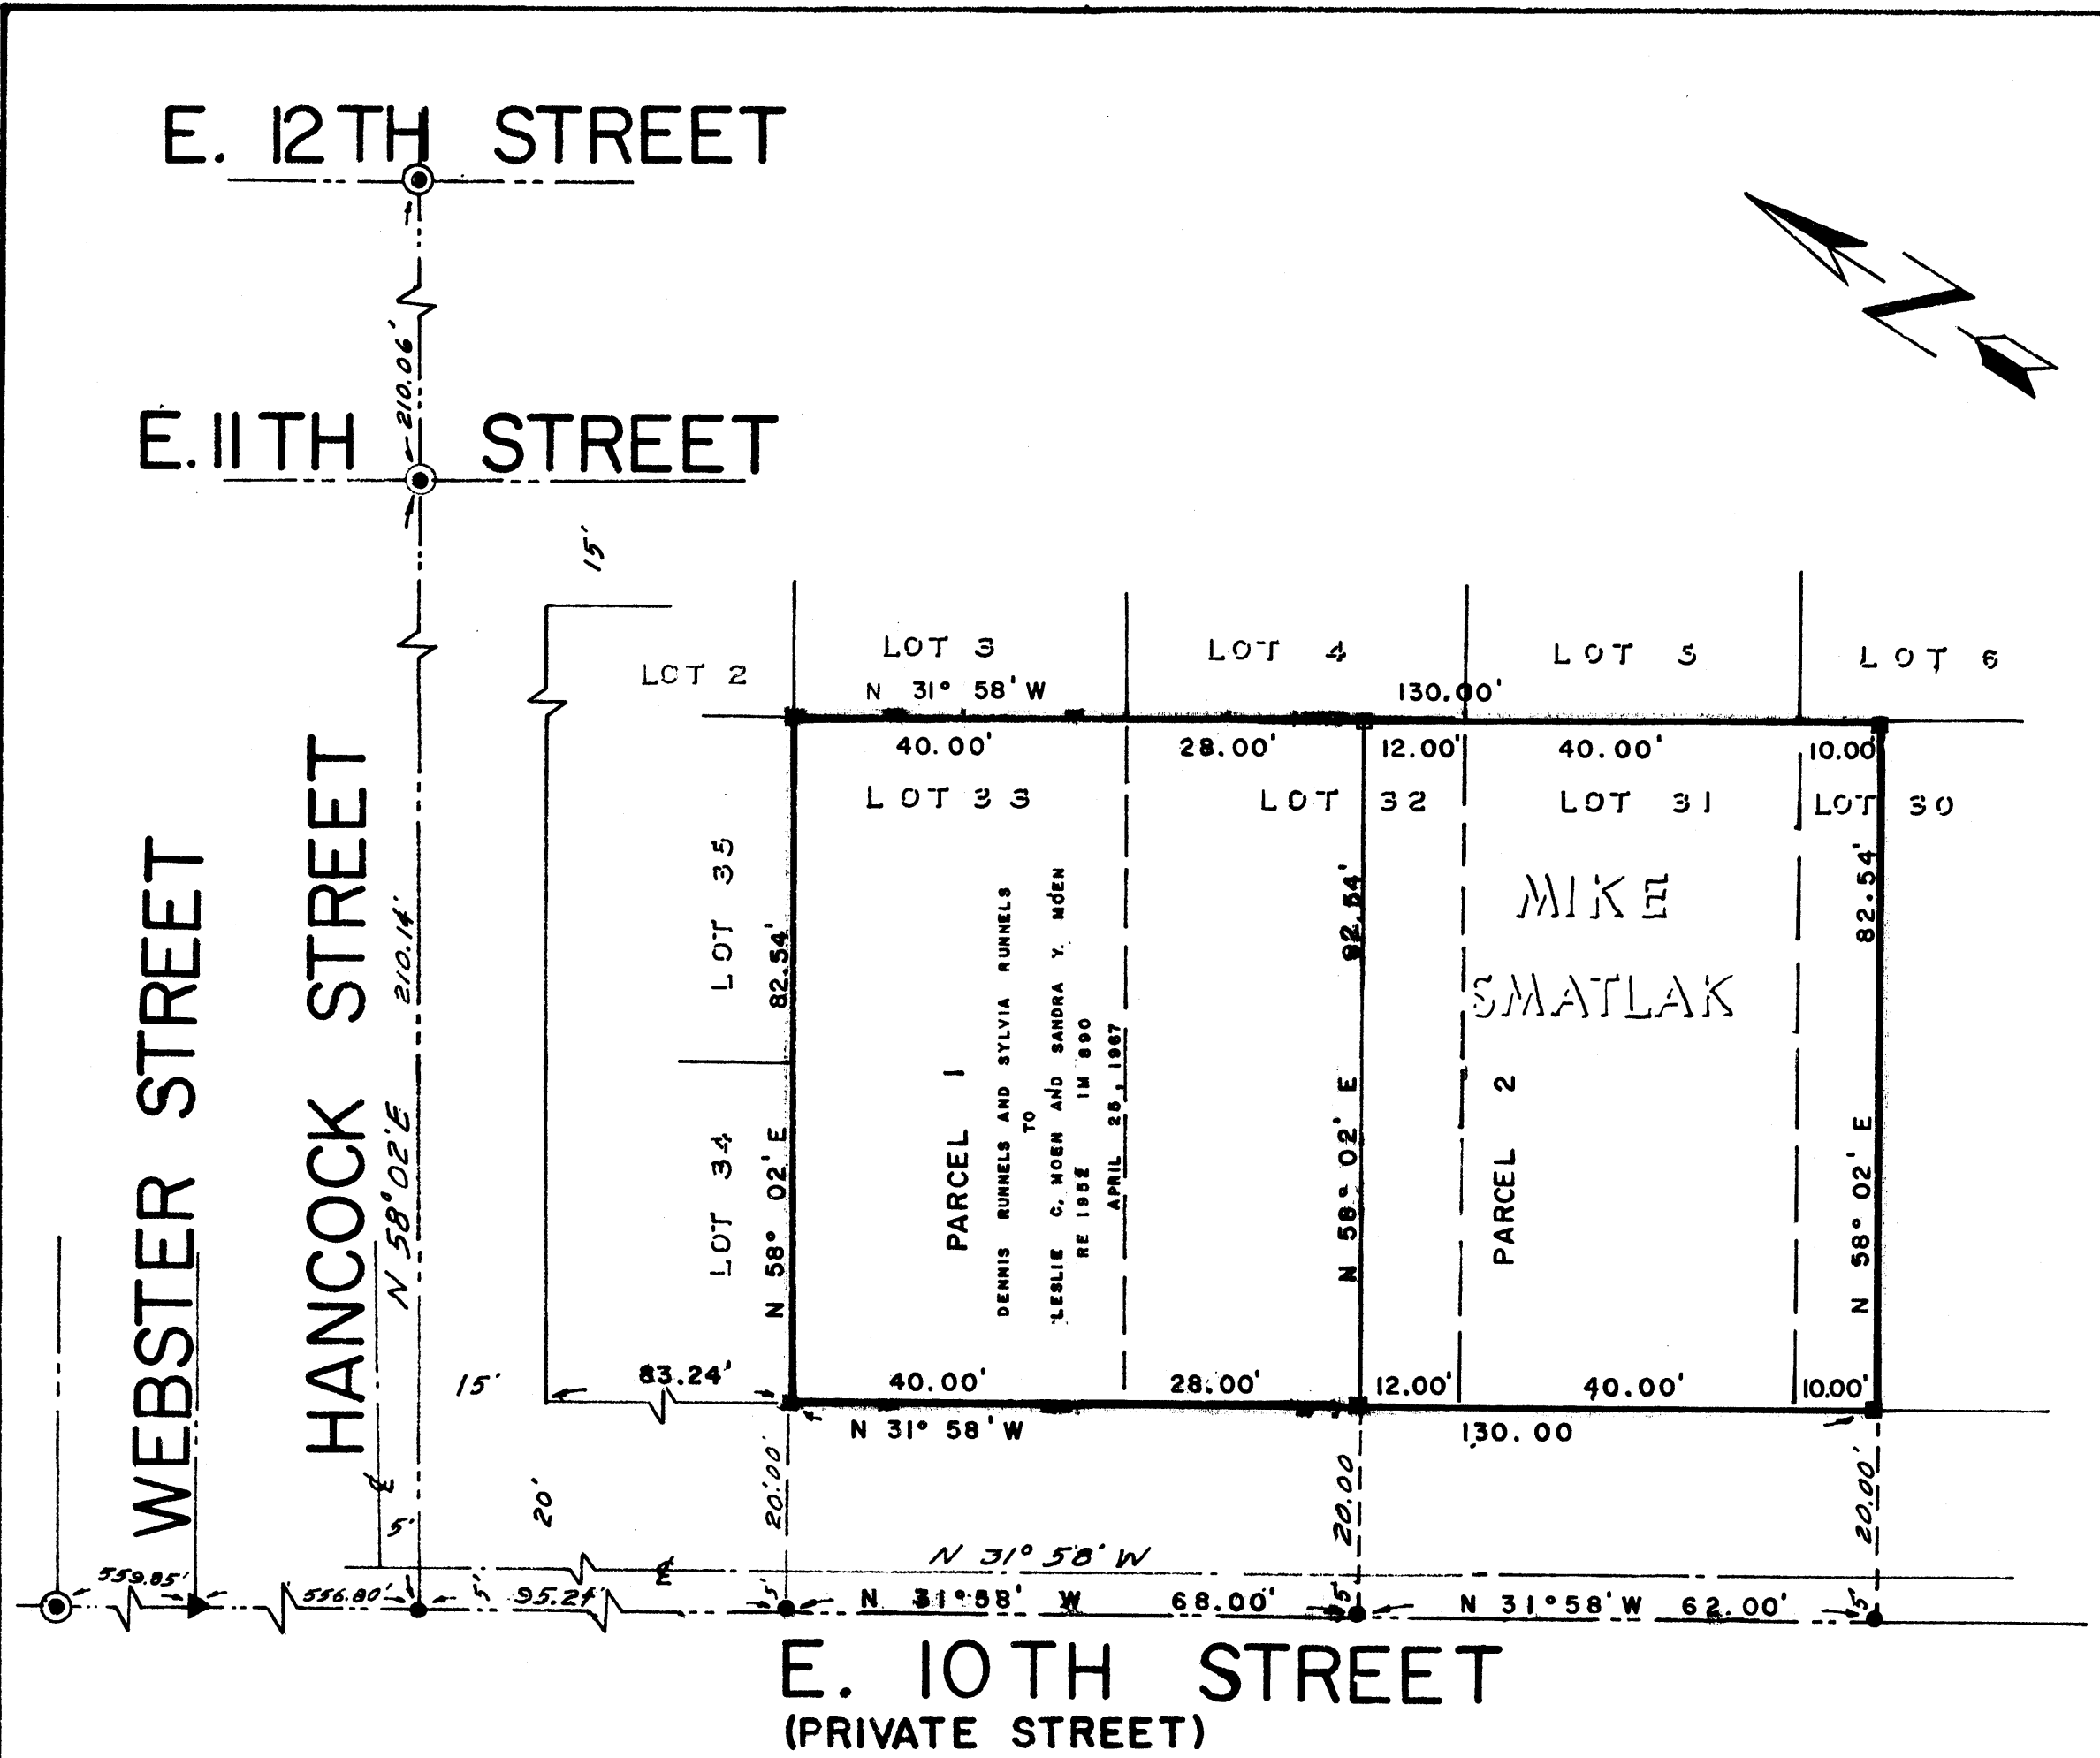 E. 12TH STREET
210.06'
E. 11TH STREET
15'
LOT 2
LOT 3
LOT 4
LOT 5
LOT 6
N 31° 58' W
130.00'
40.00'
28.00'
12.00'
40.00'
10.00'
LOT 33
LOT 32
LOT 31
LOT 30
WEBSTER STREET
HANCOCK STREET
N 58° 02' E 210.14'
LOT 35
LOT 34
N 58° 02' E 82.54'
PARCEL 1
DENNIS RUNNELS AND SYLVIA RUNNELS
TO
LESLIE C. MOEN AND SANDRA Y. MOEN
RE 1952 IM 890
APRIL 25, 1967
N 58° 02' E 82.54'
MIKE
SMATLAK
PARCEL 2
N 58° 02' E 82.54'
15'
83.24'
40.00'
28.00'
12.00'
40.00'
10.00'
N 31° 58' W
130.00
℄
5'
20'
20.00'
20.00
20.00'
N 31° 58' W
℄
559.85'
556.80'
5'
95.24'
5'
N 31° 58' W 68.00'
5'
N 31° 58' W 62.00'
5'
E. 10TH STREET
(PRIVATE STREET)